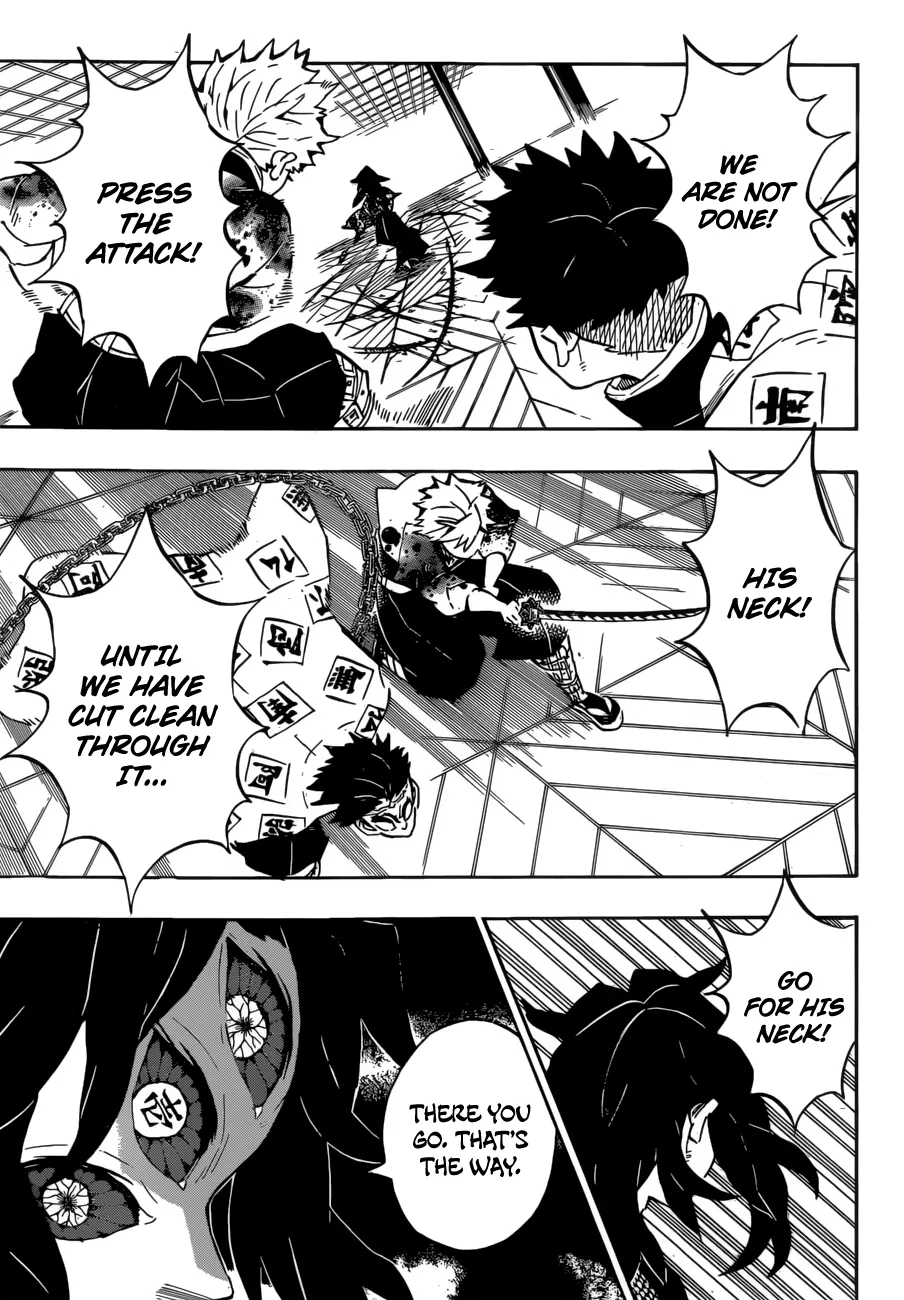 WE
ARE NOT
DONE!
PRESS
THE
ATTACK!
HIS
NECK!
UNTIL
WE HAVE
CUT CLEAN
THROUGH
IT...
GO
FOR HIS
NECK!
THERE YOU
GO. THAT'S
THE WAY.